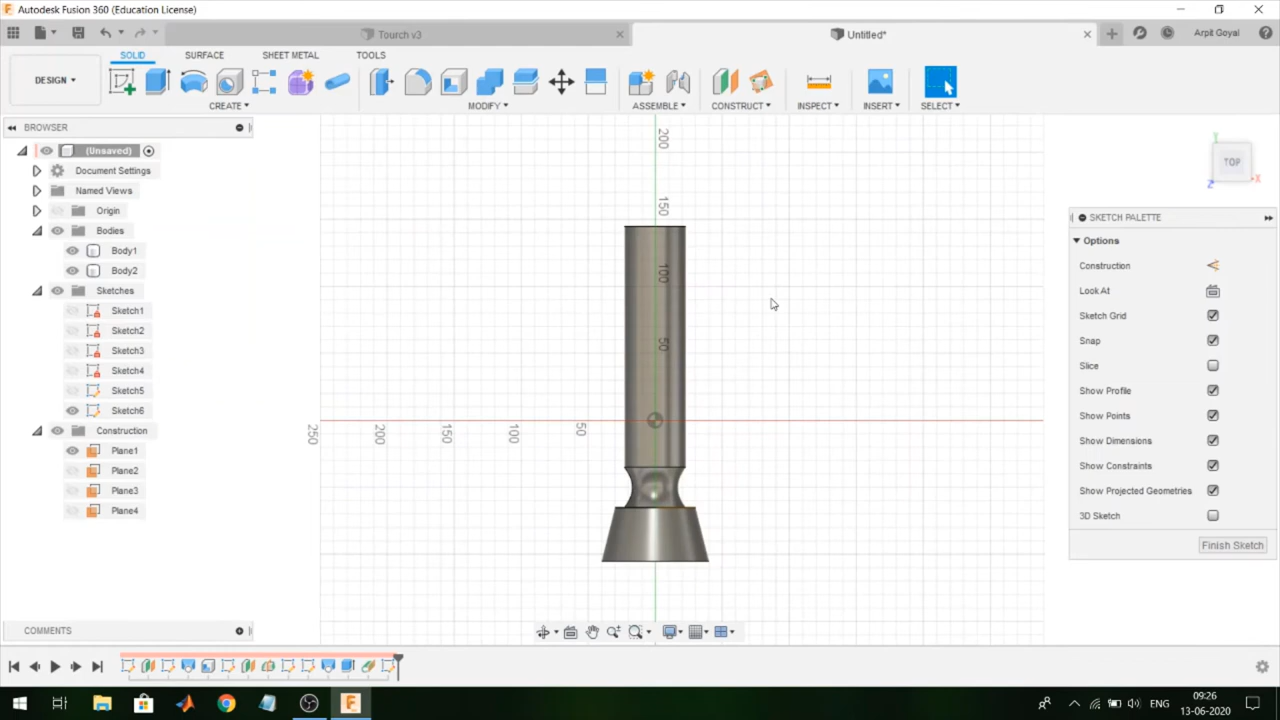 Autodesk Fusion 360 (Education License)
Tourch v3
Untitled*
Arpit Goyal
DESIGN
SOLID
SURFACE
SHEET METAL
TOOLS
CREATE
MODIFY
ASSEMBLE
CONSTRUCT
INSPECT
INSERT
SELECT
BROWSER
(Unsaved)
Document Settings
Named Views
Origin
Bodies
Body1
Body2
Sketches
Sketch1
Sketch2
Sketch3
Sketch4
Sketch5
Sketch6
Construction
Plane1
Plane2
Plane3
Plane4
200
150
100
50
250
200
150
100
50
TOP
Y
Z
X
SKETCH PALETTE
Options
Construction
Look At
Sketch Grid
Snap
Slice
Show Profile
Show Points
Show Dimensions
Show Constraints
Show Projected Geometries
3D Sketch
Finish Sketch
COMMENTS
ENG
09:26
13-06-2020